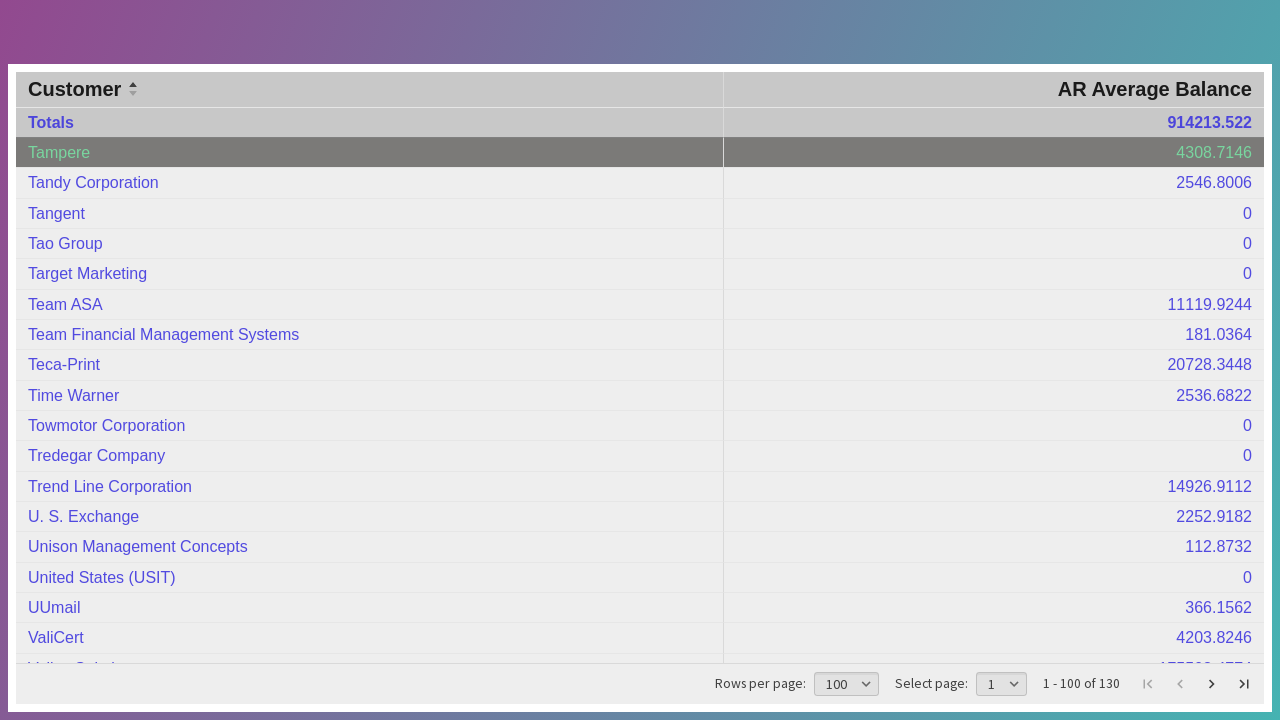 Customer AR Average Balance
Totals 914213.522
Tampere 4308.7146
Tandy Corporation 2546.8006
Tangent 0
Tao Group 0
Target Marketing 0
Team ASA 11119.9244
Team Financial Management Systems 181.0364
Teca-Print 20728.3448
Time Warner 2536.6822
Towmotor Corporation 0
Tredegar Company 0
Trend Line Corporation 14926.9112
U. S. Exchange 2252.9182
Unison Management Concepts 112.8732
United States (USIT) 0
UUmail 366.1562
ValiCert 4203.8246
Rows per page: 100 Select page: 1 1 - 100 of 130